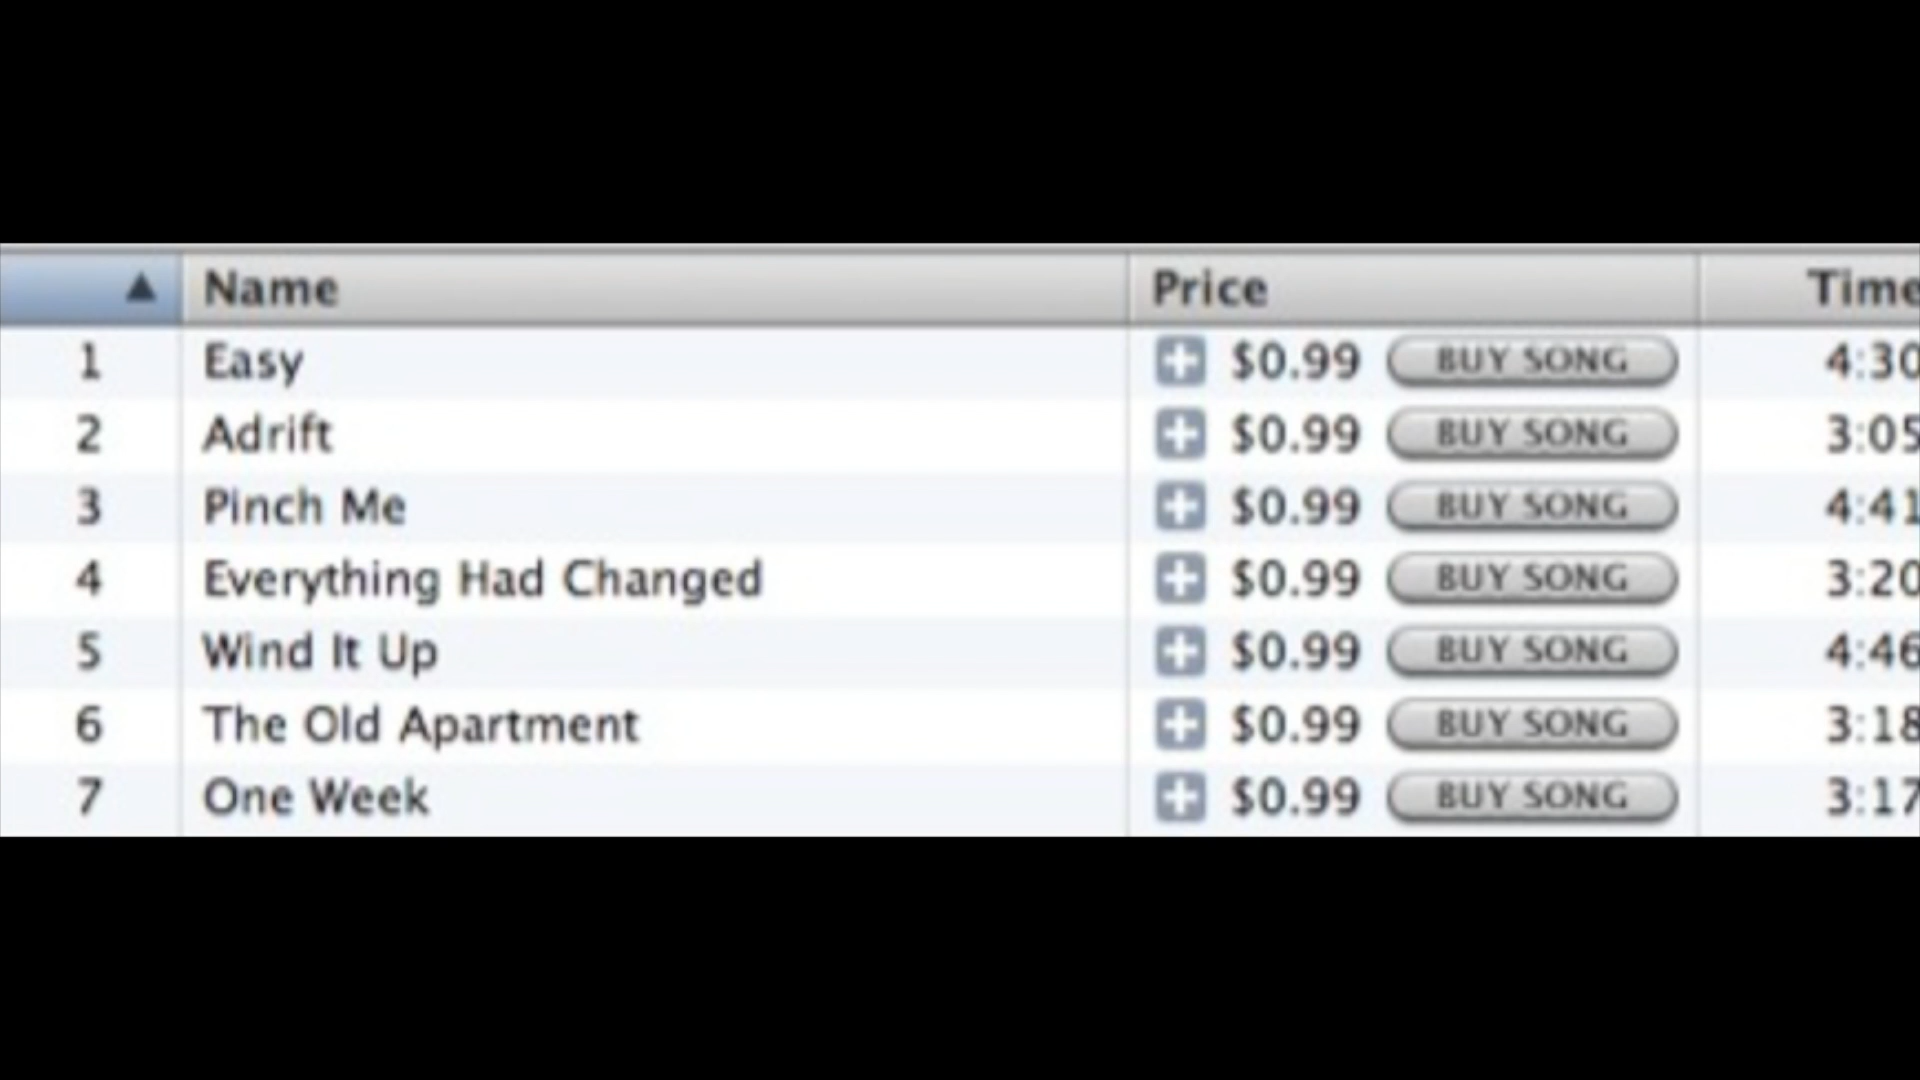 ▲ Name Price Time
1 Easy $0.99 BUY SONG 4:30
2 Adrift $0.99 BUY SONG 3:05
3 Pinch Me $0.99 BUY SONG 4:41
4 Everything Had Changed $0.99 BUY SONG 3:20
5 Wind It Up $0.99 BUY SONG 4:46
6 The Old Apartment $0.99 BUY SONG 3:18
7 One Week $0.99 BUY SONG 3:17